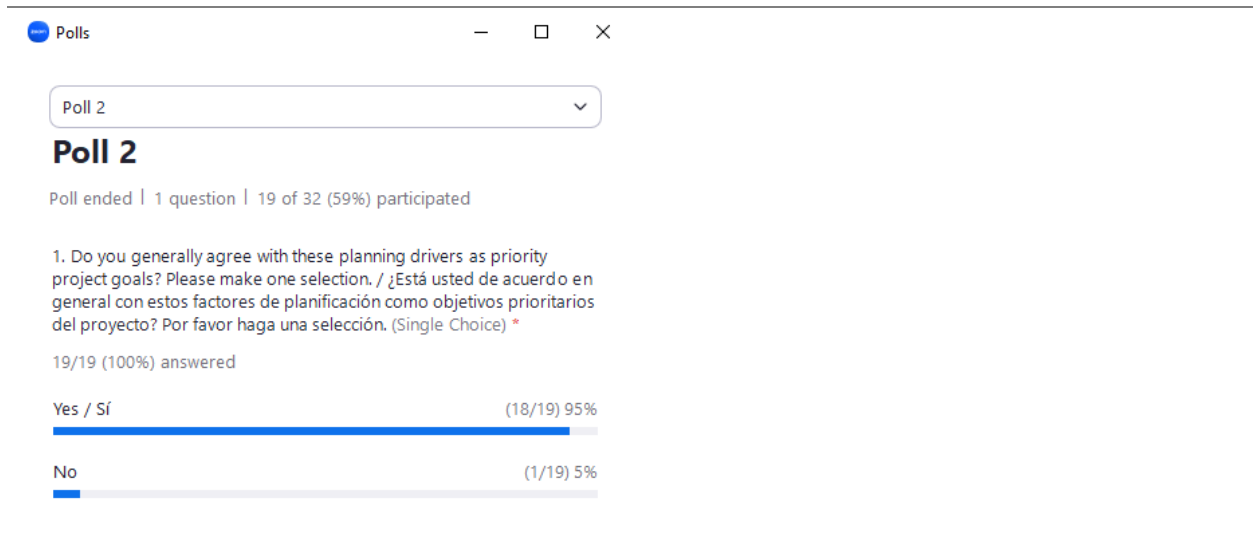 zoom Polls
Poll 2
Poll 2
Poll ended | 1 question | 19 of 32 (59%) participated
1. Do you generally agree with these planning drivers as priority
project goals? Please make one selection. / ¿Está usted de acuerdo en
general con estos factores de planificación como objetivos prioritarios
del proyecto? Por favor haga una selección. (Single Choice) *
19/19 (100%) answered
Yes / Sí (18/19) 95%
No (1/19) 5%